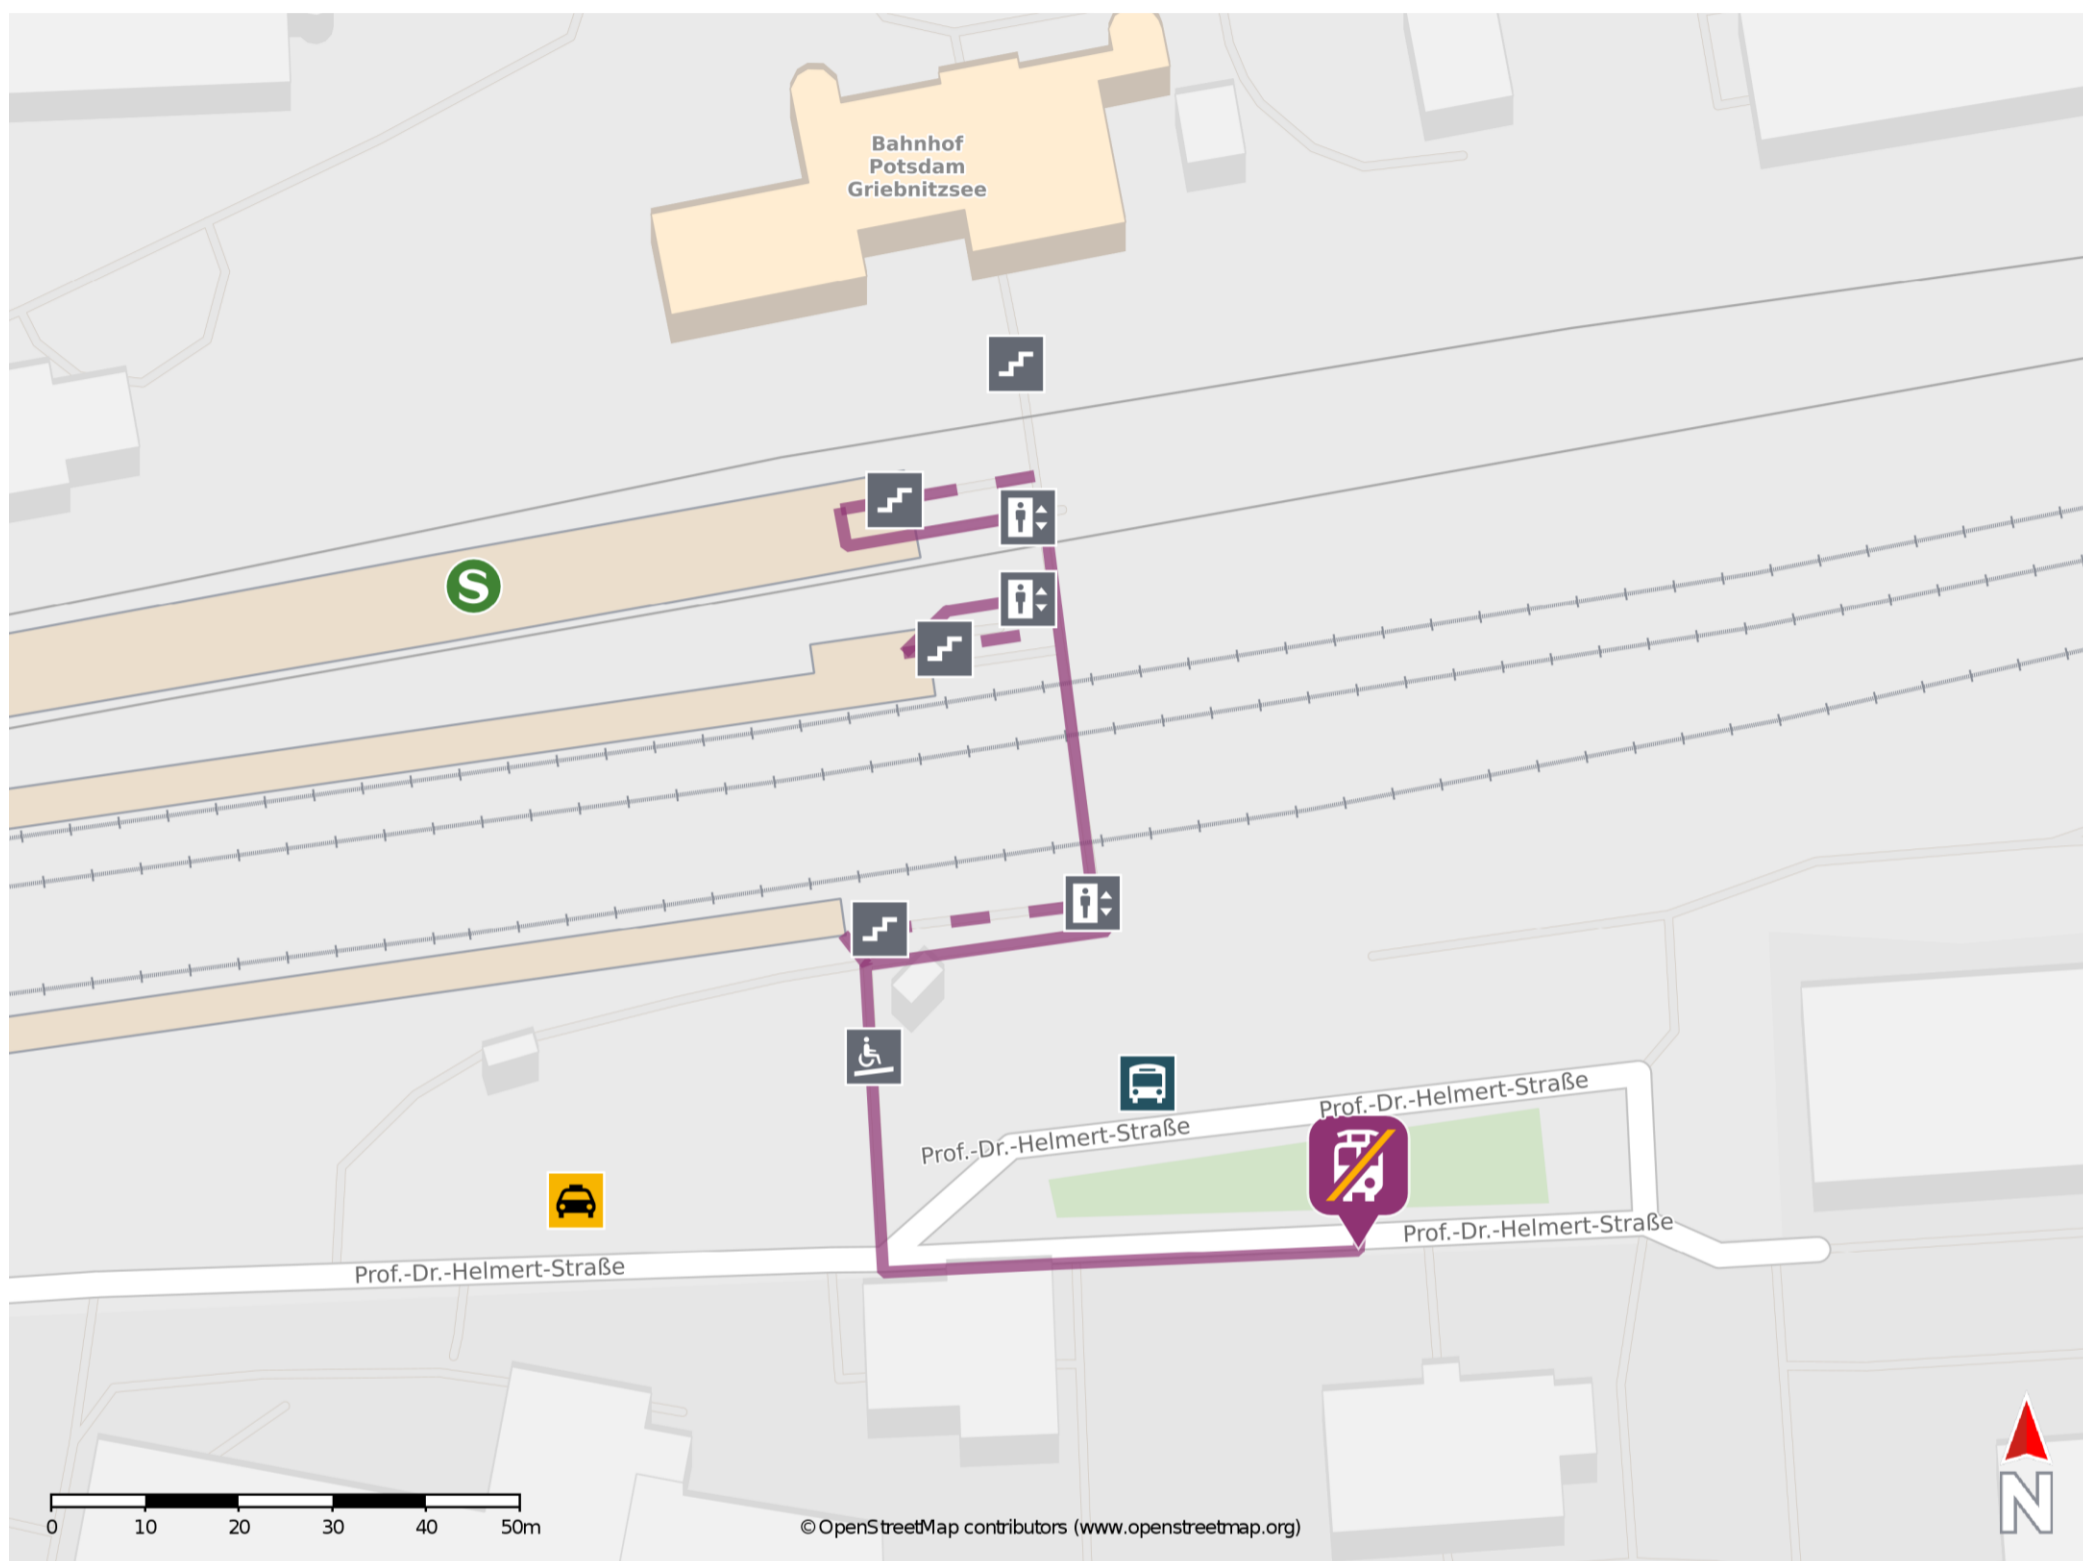 Bahnhof
Potsdam
Griebnitzsee
S
Prof.-Dr.-Helmert-Straße
Prof.-Dr.-Helmert-Straße
Prof.-Dr.-Helmert-Straße
Prof.-Dr.-Helmert-Straße
0 10 20 30 40 50m
© OpenStreetMap contributors (www.openstreetmap.org)
N